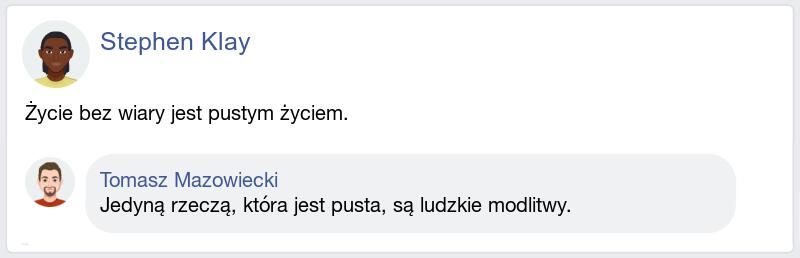 Stephen Klay
Życie bez wiary jest pustym życiem.
Tomasz Mazowiecki
Jedyną rzeczą, która jest pusta, są ludzkie modlitwy.